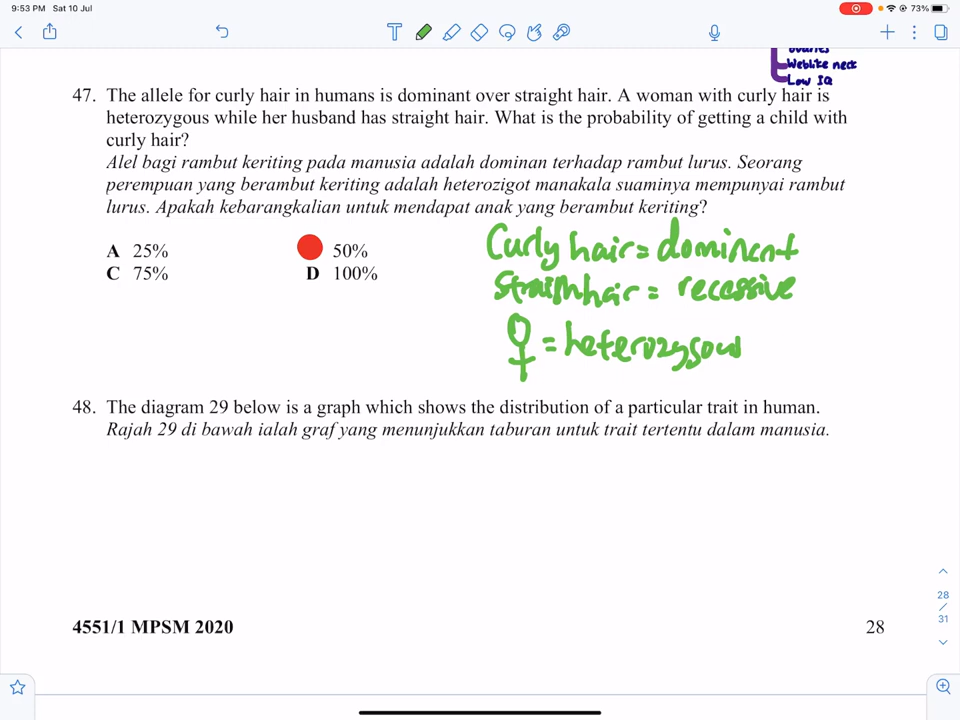 9:53 PM Sat 10 Jul
73%
ovaries
Weblike neck
Low IQ
47. The allele for curly hair in humans is dominant over straight hair. A woman with curly hair is
heterozygous while her husband has straight hair. What is the probability of getting a child with
curly hair?
Alel bagi rambut keriting pada manusia adalah dominan terhadap rambut lurus. Seorang
perempuan yang berambut keriting adalah heterozigot manakala suaminya mempunyai rambut
lurus. Apakah kebarangkalian untuk mendapat anak yang berambut keriting?
A 25% 50%
C 75% D 100%
Curly hair = dominant
hair = recessive
♀ = heterozygous
48. The diagram 29 below is a graph which shows the distribution of a particular trait in human.
Rajah 29 di bawah ialah graf yang menunjukkan taburan untuk trait tertentu dalam manusia.
28
/
31
4551/1 MPSM 2020 28